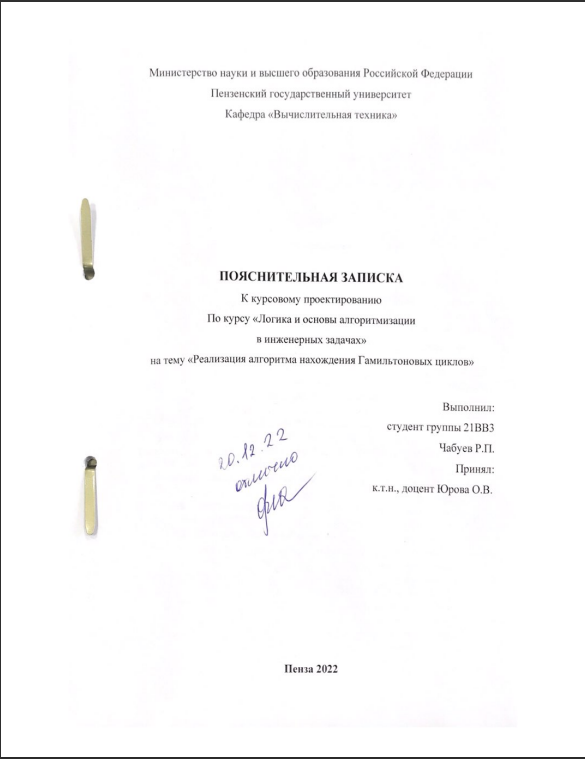 Министерство науки и высшего образования Российской Федерации
Пензенский государственный университет
Кафедра «Вычислительная техника»
ПОЯСНИТЕЛЬНАЯ ЗАПИСКА
К курсовому проектированию
По курсу «Логика и основы алгоритмизации
в инженерных задачах»
на тему «Реализация алгоритма нахождения Гамильтоновых циклов»
Выполнил:
студент группы 21ВВ3
Чабуев Р.П.
Принял:
к.т.н., доцент Юрова О.В.
20.12.22
отлично
Пенза 2022